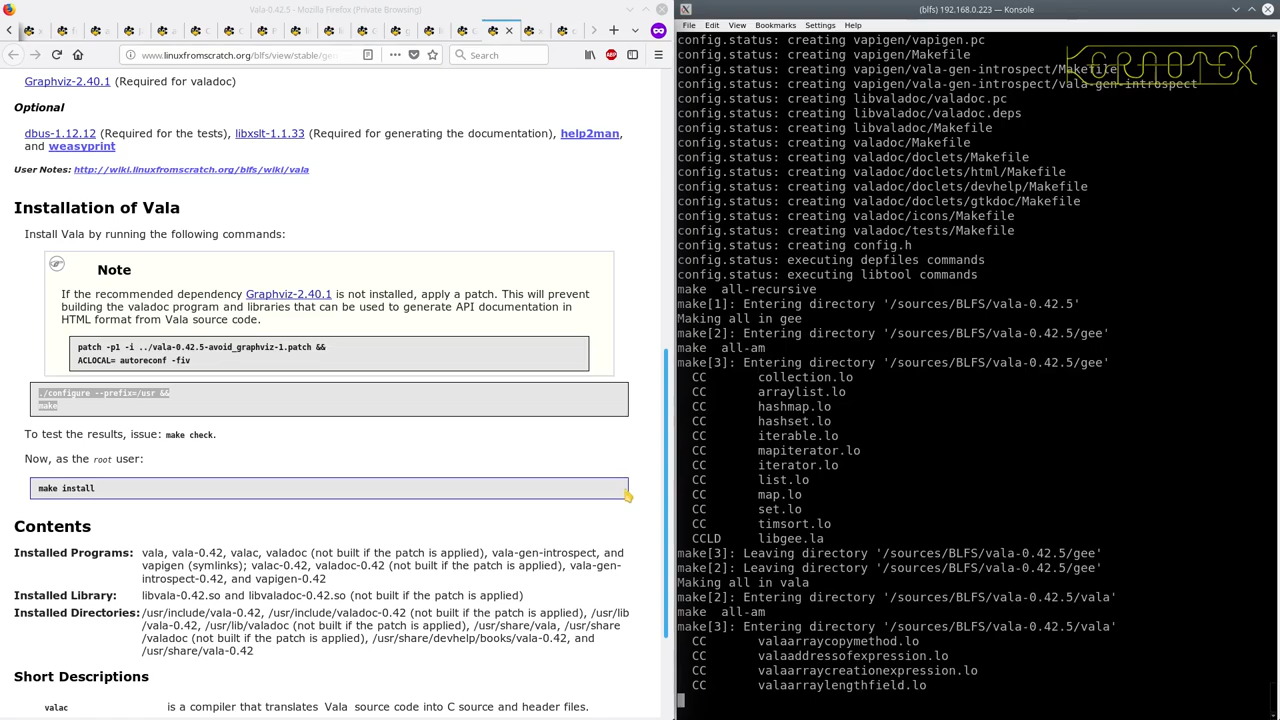 Vala-0.42.5 - Mozilla Firefox (Private Browsing)
www.linuxfromscratch.org/blfs/view/stable/gen
Search
ABP
Graphviz-2.40.1 (Required for valadoc)
Optional
dbus-1.12.12 (Required for the tests), libxslt-1.1.33 (Required for generating the documentation), help2man,
and weasyprint
User Notes: http://wiki.linuxfromscratch.org/blfs/wiki/vala
Installation of Vala
Install Vala by running the following commands:
Note
If the recommended dependency Graphviz-2.40.1 is not installed, apply a patch. This will prevent
building the valadoc program and libraries that can be used to generate API documentation in
HTML format from Vala source code.
patch -p1 -i ../vala-0.42.5-avoid_graphviz-1.patch &&
ACLOCAL= autoreconf -fiv
./configure --prefix=/usr &&
make
To test the results, issue: make check.
Now, as the root user:
make install
Contents
Installed Programs: vala, vala-0.42, valac, valadoc (not built if the patch is applied), vala-gen-introspect, and
vapigen (symlinks); valac-0.42, valadoc-0.42 (not built if the patch is applied), vala-gen-
introspect-0.42, and vapigen-0.42
Installed Library: libvala-0.42.so and libvaladoc-0.42.so (not built if the patch is applied)
Installed Directories: /usr/include/vala-0.42, /usr/include/valadoc-0.42 (not built if the patch is applied), /usr/lib
/vala-0.42, /usr/lib/valadoc (not built if the patch is applied), /usr/share/vala, /usr/share
/valadoc (not built if the patch is applied), /usr/share/devhelp/books/vala-0.42, and
/usr/share/vala-0.42
Short Descriptions
valac is a compiler that translates Vala source code into C source and header files.
(blfs) 192.168.0.223 — Konsole
File Edit View Bookmarks Settings Help
KERNOTEX
config.status: creating vapigen/vapigen.pc
config.status: creating vapigen/Makefile
config.status: creating vapigen/vala-gen-introspect/Makefile
config.status: creating vapigen/vala-gen-introspect/vala-gen-introspect
config.status: creating libvaladoc/valadoc.pc
config.status: creating libvaladoc/valadoc.deps
config.status: creating libvaladoc/Makefile
config.status: creating valadoc/Makefile
config.status: creating valadoc/doclets/Makefile
config.status: creating valadoc/doclets/html/Makefile
config.status: creating valadoc/doclets/devhelp/Makefile
config.status: creating valadoc/doclets/gtkdoc/Makefile
config.status: creating valadoc/icons/Makefile
config.status: creating valadoc/tests/Makefile
config.status: creating config.h
config.status: executing depfiles commands
config.status: executing libtool commands
make  all-recursive
make[1]: Entering directory '/sources/BLFS/vala-0.42.5'
Making all in gee
make[2]: Entering directory '/sources/BLFS/vala-0.42.5/gee'
make  all-am
make[3]: Entering directory '/sources/BLFS/vala-0.42.5/gee'
CC collection.lo
CC arraylist.lo
CC hashmap.lo
CC hashset.lo
CC iterable.lo
CC mapiterator.lo
CC iterator.lo
CC list.lo
CC map.lo
CC set.lo
CC timsort.lo
CCLD libgee.la
make[3]: Leaving directory '/sources/BLFS/vala-0.42.5/gee'
make[2]: Leaving directory '/sources/BLFS/vala-0.42.5/gee'
Making all in vala
make[2]: Entering directory '/sources/BLFS/vala-0.42.5/vala'
make  all-am
make[3]: Entering directory '/sources/BLFS/vala-0.42.5/vala'
CC valaarraycopymethod.lo
CC valaaddressofexpression.lo
CC valaarraycreationexpression.lo
CC valaarraylengthfield.lo